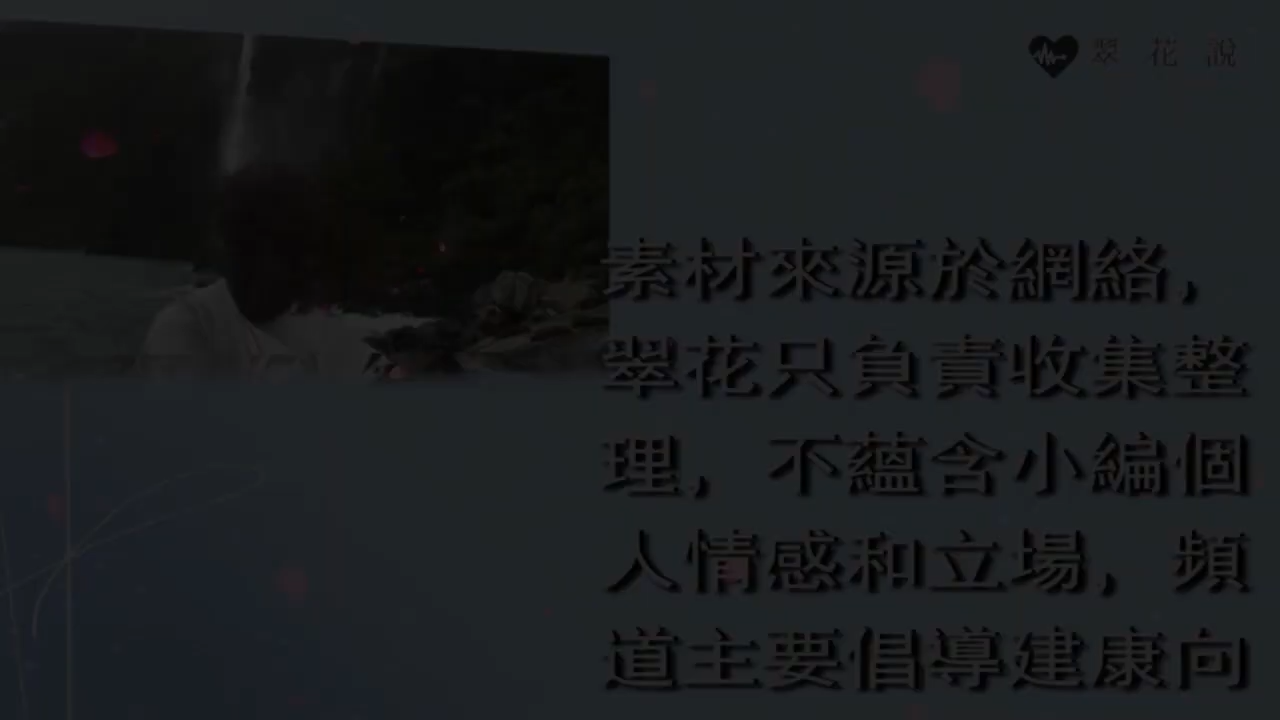 翠花說
素材來源於網絡，
翠花只負責收集整
理，不蘊含小編個
人情感和立場，頻
道主要倡導建康向